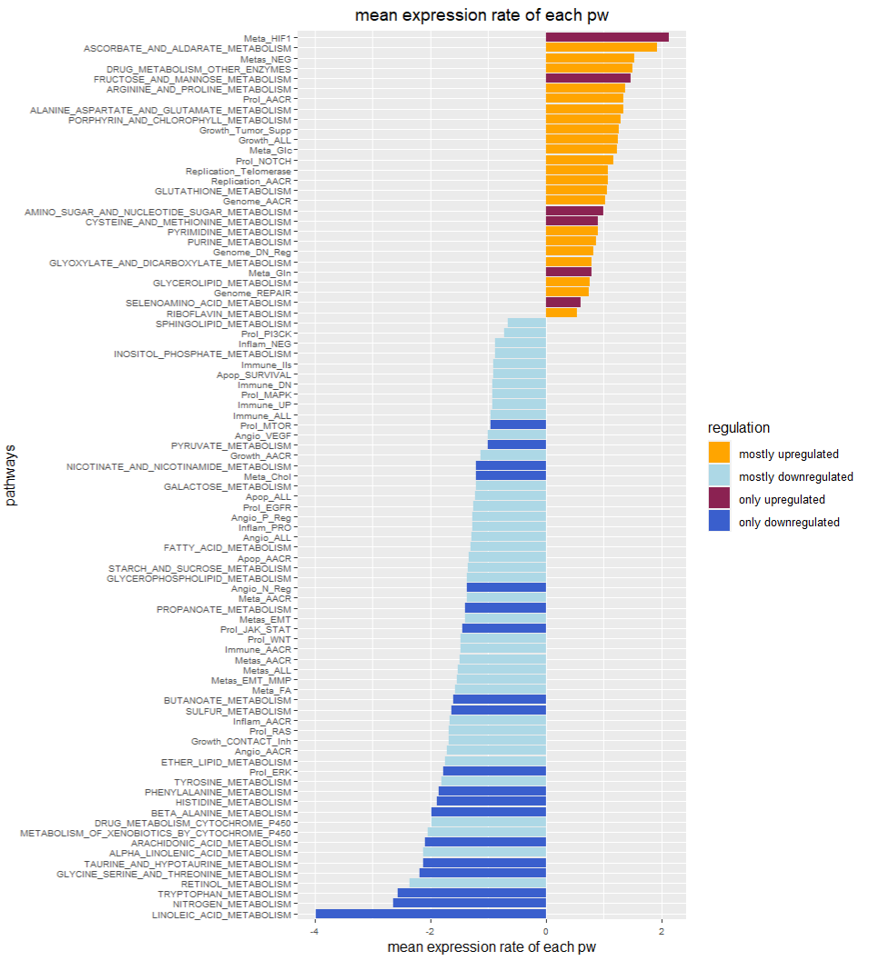 mean expression rate of each pw
Meta_HIF1
ASCORBATE_AND_ALDARATE_METABOLISM
Metas_NEG
DRUG_METABOLISM_OTHER_ENZYMES
FRUCTOSE_AND_MANNOSE_METABOLISM
ARGININE_AND_PROLINE_METABOLISM
Prol_AACR
ALANINE_ASPARTATE_AND_GLUTAMATE_METABOLISM
PORPHYRIN_AND_CHLOROPHYLL_METABOLISM
Growth_Tumor_Supp
Growth_ALL
Meta_Glc
Prol_NOTCH
Replication_Telomerase
Replication_AACR
GLUTATHIONE_METABOLISM
Genome_AACR
AMINO_SUGAR_AND_NUCLEOTIDE_SUGAR_METABOLISM
CYSTEINE_AND_METHIONINE_METABOLISM
PYRIMIDINE_METABOLISM
PURINE_METABOLISM
Genome_DN_Reg
GLYOXYLATE_AND_DICARBOXYLATE_METABOLISM
Meta_Gln
GLYCEROLIPID_METABOLISM
Genome_REPAIR
SELENOAMINO_ACID_METABOLISM
RIBOFLAVIN_METABOLISM
SPHINGOLIPID_METABOLISM
Prol_PI3CK
Inflam_NEG
INOSITOL_PHOSPHATE_METABOLISM
Immune_IIs
Apop_SURVIVAL
Immune_DN
Prol_MAPK
Immune_UP
Immune_ALL
Prol_MTOR
Angio_VEGF
PYRUVATE_METABOLISM
Growth_AACR
NICOTINATE_AND_NICOTINAMIDE_METABOLISM
Meta_Chol
GALACTOSE_METABOLISM
Apop_ALL
Prol_EGFR
Angio_P_Reg
Inflam_PRO
Angio_ALL
FATTY_ACID_METABOLISM
Apop_AACR
STARCH_AND_SUCROSE_METABOLISM
GLYCEROPHOSPHOLIPID_METABOLISM
Angio_N_Reg
Meta_AACR
PROPANOATE_METABOLISM
Metas_EMT
Prol_JAK_STAT
Prol_WNT
Immune_AACR
Metas_AACR
Metas_ALL
Metas_EMT_MMP
Meta_FA
BUTANOATE_METABOLISM
SULFUR_METABOLISM
Inflam_AACR
Prol_RAS
Growth_CONTACT_Inh
Angio_AACR
ETHER_LIPID_METABOLISM
Prol_ERK
TYROSINE_METABOLISM
PHENYLALANINE_METABOLISM
HISTIDINE_METABOLISM
BETA_ALANINE_METABOLISM
DRUG_METABOLISM_CYTOCHROME_P450
METABOLISM_OF_XENOBIOTICS_BY_CYTOCHROME_P450
ARACHIDONIC_ACID_METABOLISM
ALPHA_LINOLENIC_ACID_METABOLISM
TAURINE_AND_HYPOTAURINE_METABOLISM
GLYCINE_SERINE_AND_THREONINE_METABOLISM
RETINOL_METABOLISM
TRYPTOPHAN_METABOLISM
NITROGEN_METABOLISM
LINOLEIC_ACID_METABOLISM
pathways
-4 -2 0 2
mean expression rate of each pw
regulation
mostly upregulated
mostly downregulated
only upregulated
only downregulated